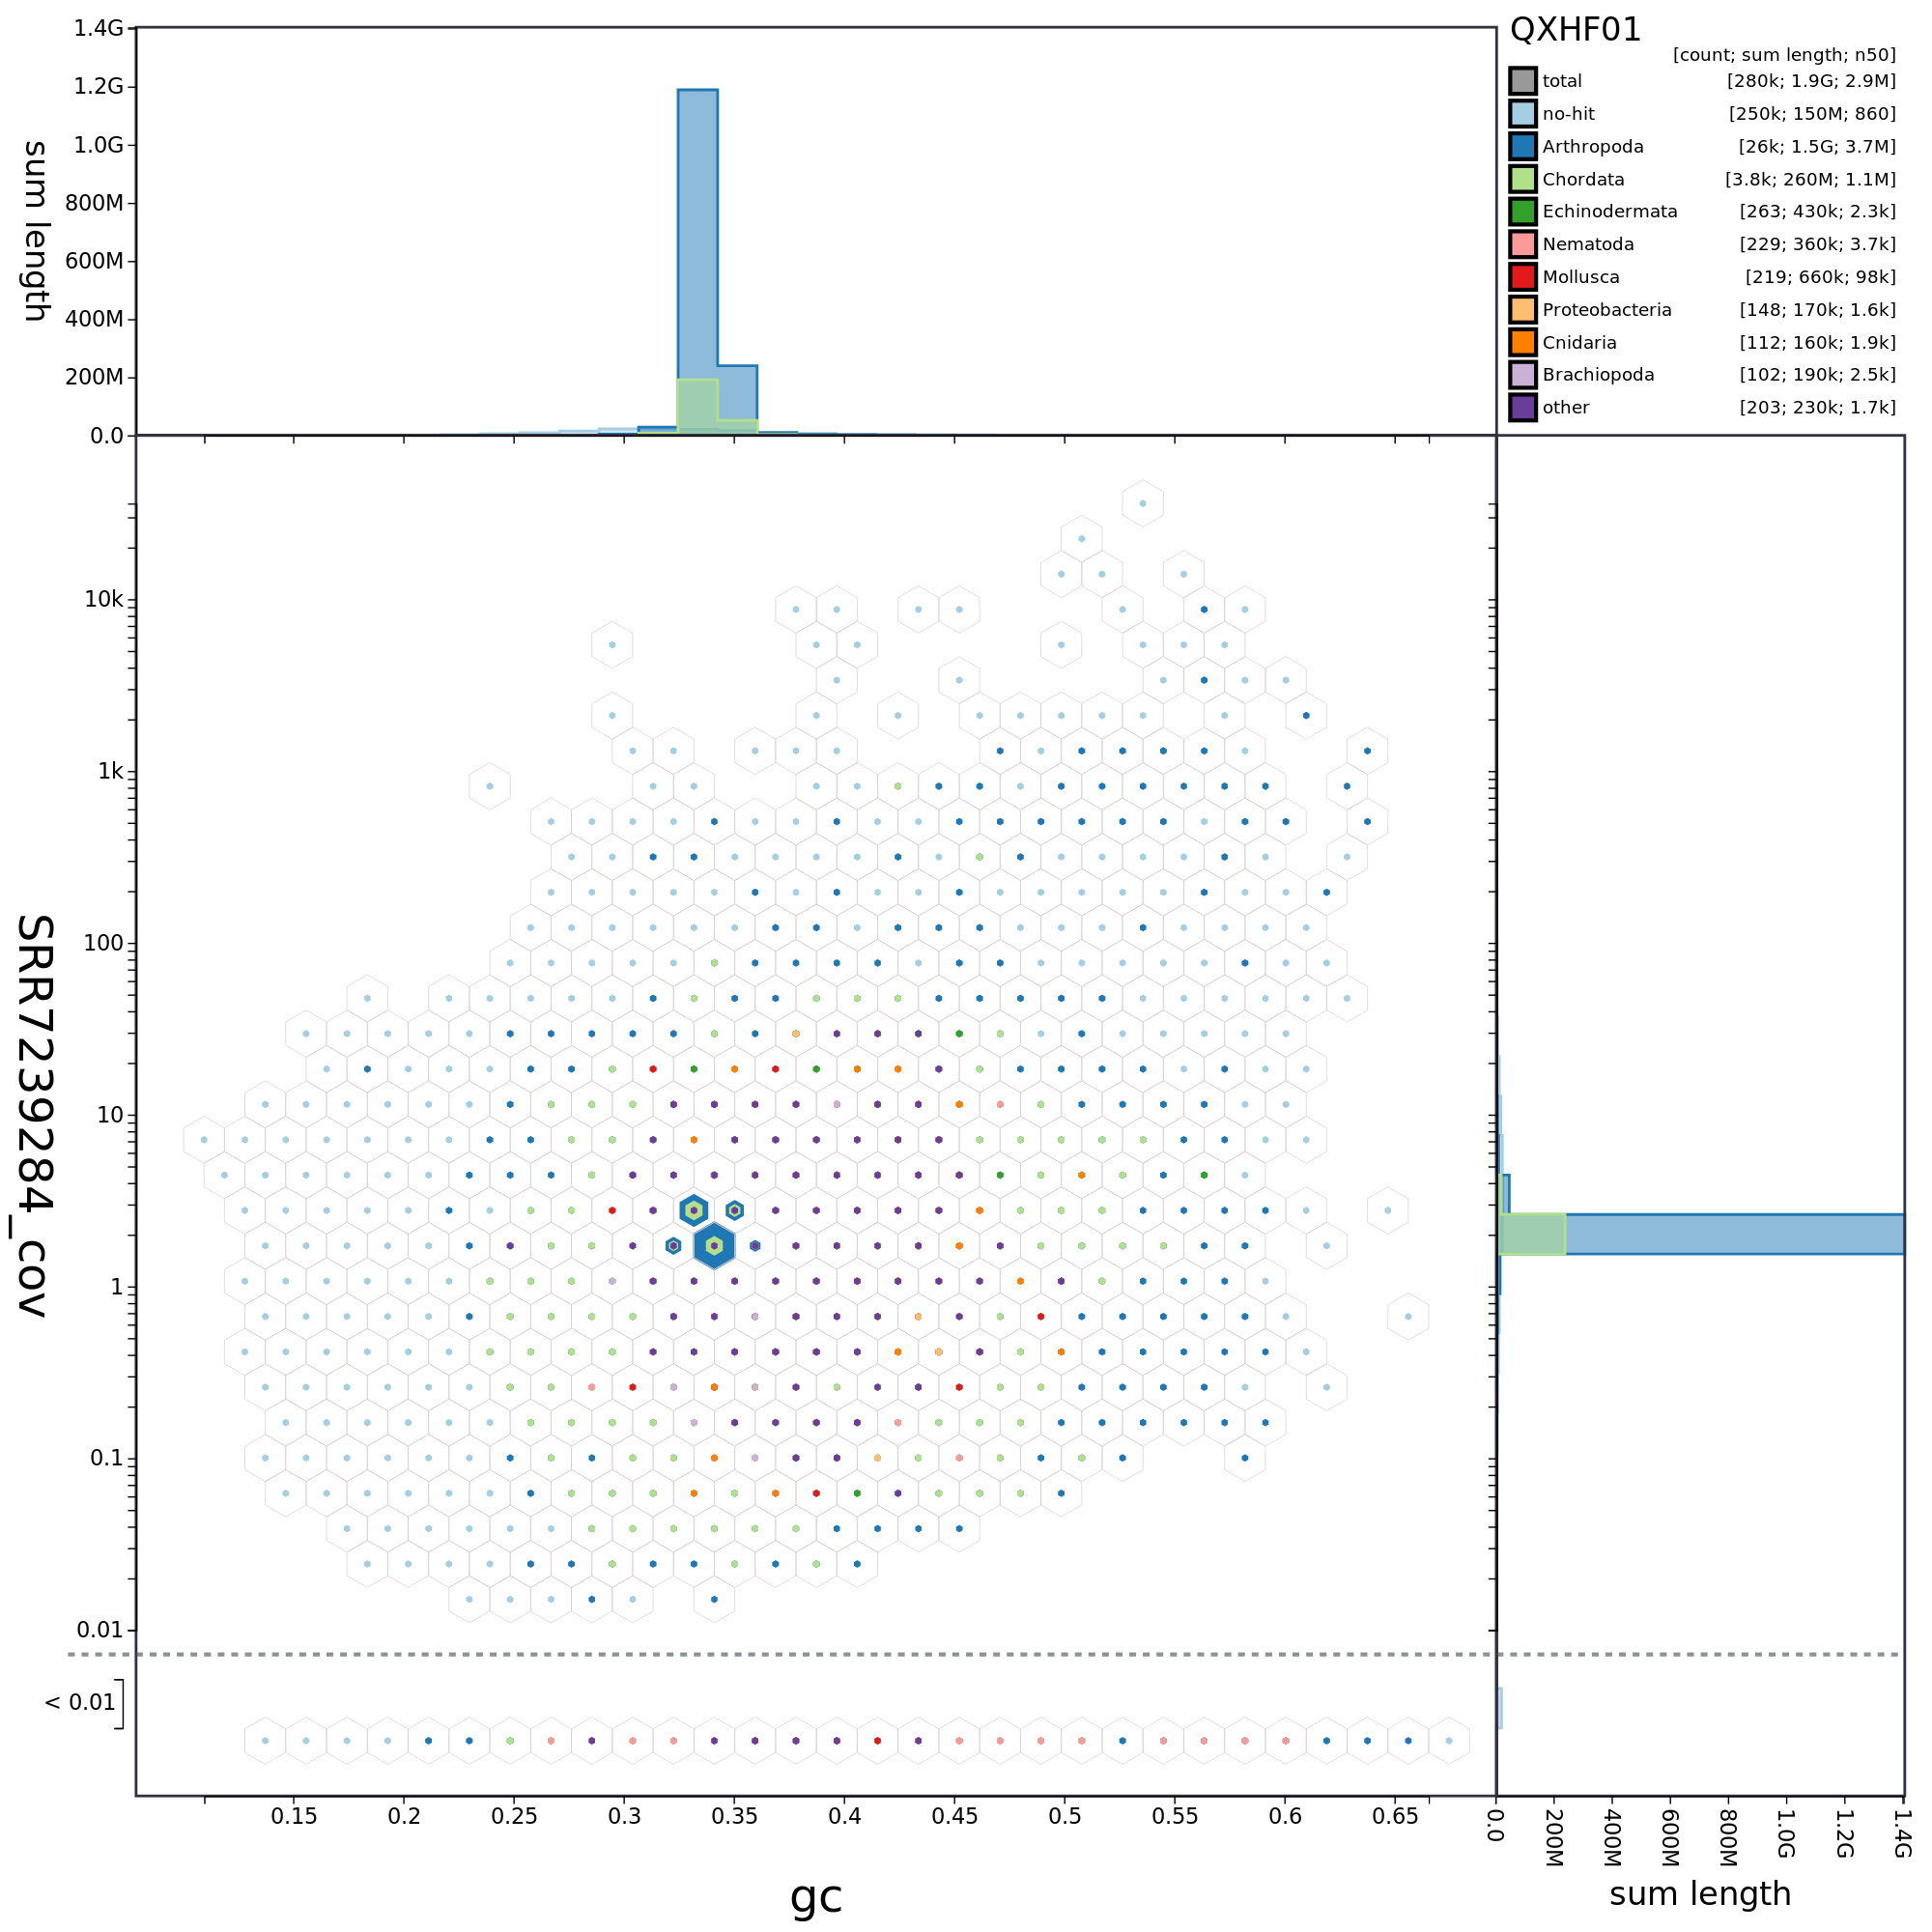 QXHF01
[count; sum length; n50]
total [280k; 1.9G; 2.9M]
no-hit [250k; 150M; 860]
Arthropoda [26k; 1.5G; 3.7M]
Chordata [3.8k; 260M; 1.1M]
Echinodermata [263; 430k; 2.3k]
Nematoda [229; 360k; 3.7k]
Mollusca [219; 660k; 98k]
Proteobacteria [148; 170k; 1.6k]
Cnidaria [112; 160k; 1.9k]
Brachiopoda [102; 190k; 2.5k]
other [203; 230k; 1.7k]
sum length
1.4G
1.2G
1.0G
800M
600M
400M
200M
0.0
SRR7239284_cov
10k
1k
100
10
1
0.1
0.01
< 0.01
0.15 0.2 0.25 0.3 0.35 0.4 0.45 0.5 0.55 0.6 0.65
gc
0.0 200M 400M 600M 800M 1.0G 1.2G 1.4G
sum length